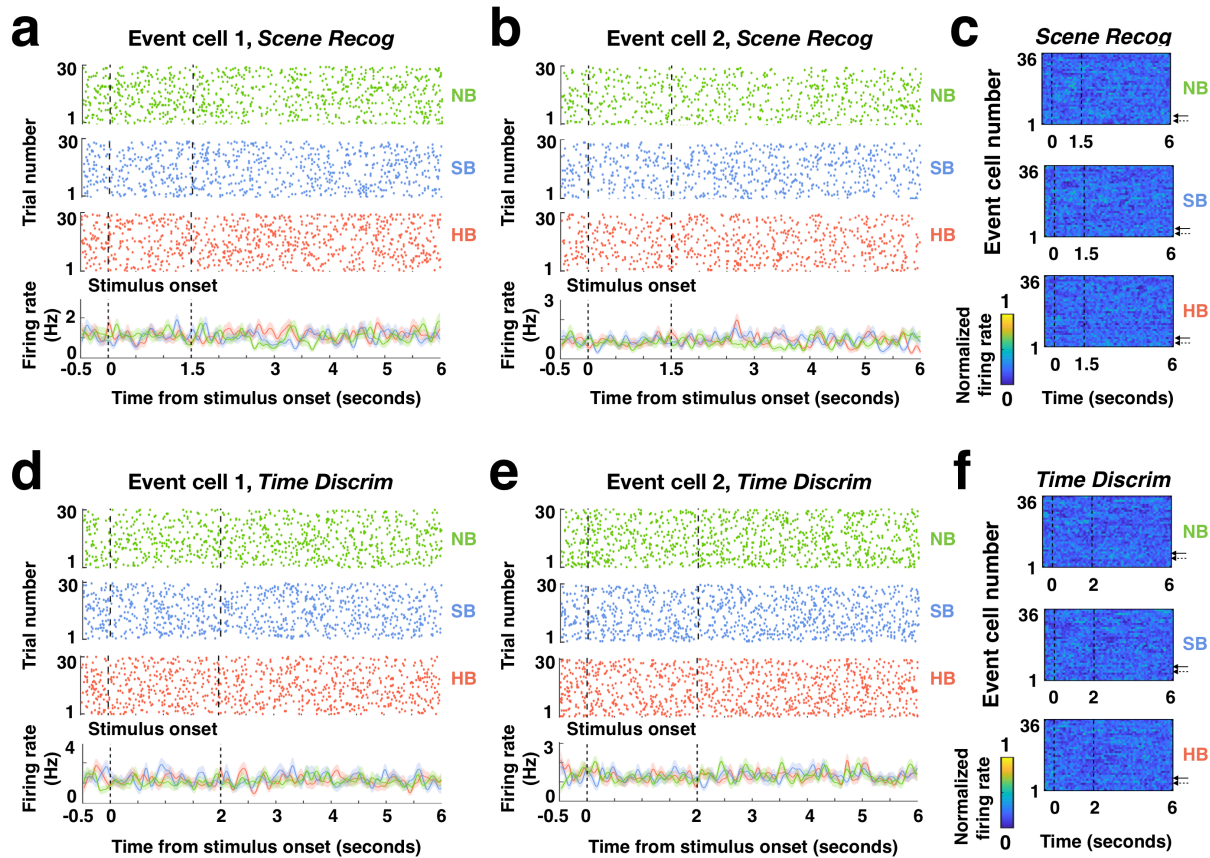 a
Event cell 1, Scene Recog
Trial number
30
1
NB
30
1
SB
30
1
HB
Stimulus onset
Firing rate
(Hz)
2
0
-0.5 0 1.5 3 4 5 6
Time from stimulus onset (seconds)
b
Event cell 2, Scene Recog
Trial number
30
1
NB
30
1
SB
30
1
HB
Stimulus onset
Firing rate
(Hz)
3
0
-0.5 0 1.5 3 4 5 6
Time from stimulus onset (seconds)
c
Scene Recog
Event cell number
36
1
NB
0 1.5 6
36
1
SB
0 1.5 6
36
1
HB
0 1.5 6
Normalized
firing rate
1
0
Time (seconds)
d
Event cell 1, Time Discrim
Trial number
30
1
NB
30
1
SB
30
1
HB
Stimulus onset
Firing rate
(Hz)
4
0
-0.5 0 2 3 4 5 6
Time from stimulus onset (seconds)
e
Event cell 2, Time Discrim
Trial number
30
1
NB
30
1
SB
30
1
HB
Stimulus onset
Firing rate
(Hz)
3
0
-0.5 0 2 3 4 5 6
Time from stimulus onset (seconds)
f
Time Discrim
Event cell number
36
1
NB
0 2 6
36
1
SB
0 2 6
36
1
HB
0 2 6
Normalized
firing rate
1
0
Time (seconds)